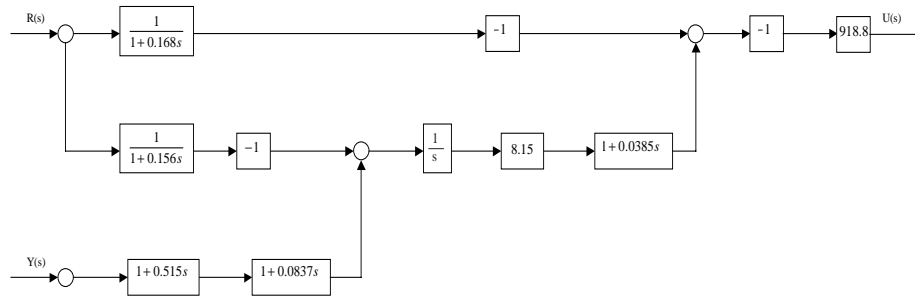 R(s)
1
1+0.168s
−1
−1
918.8
U(s)
1
1+0.156s
−1
1
s
8.15
1+0.0385s
Y(s)
1+0.515s
1+0.0837s